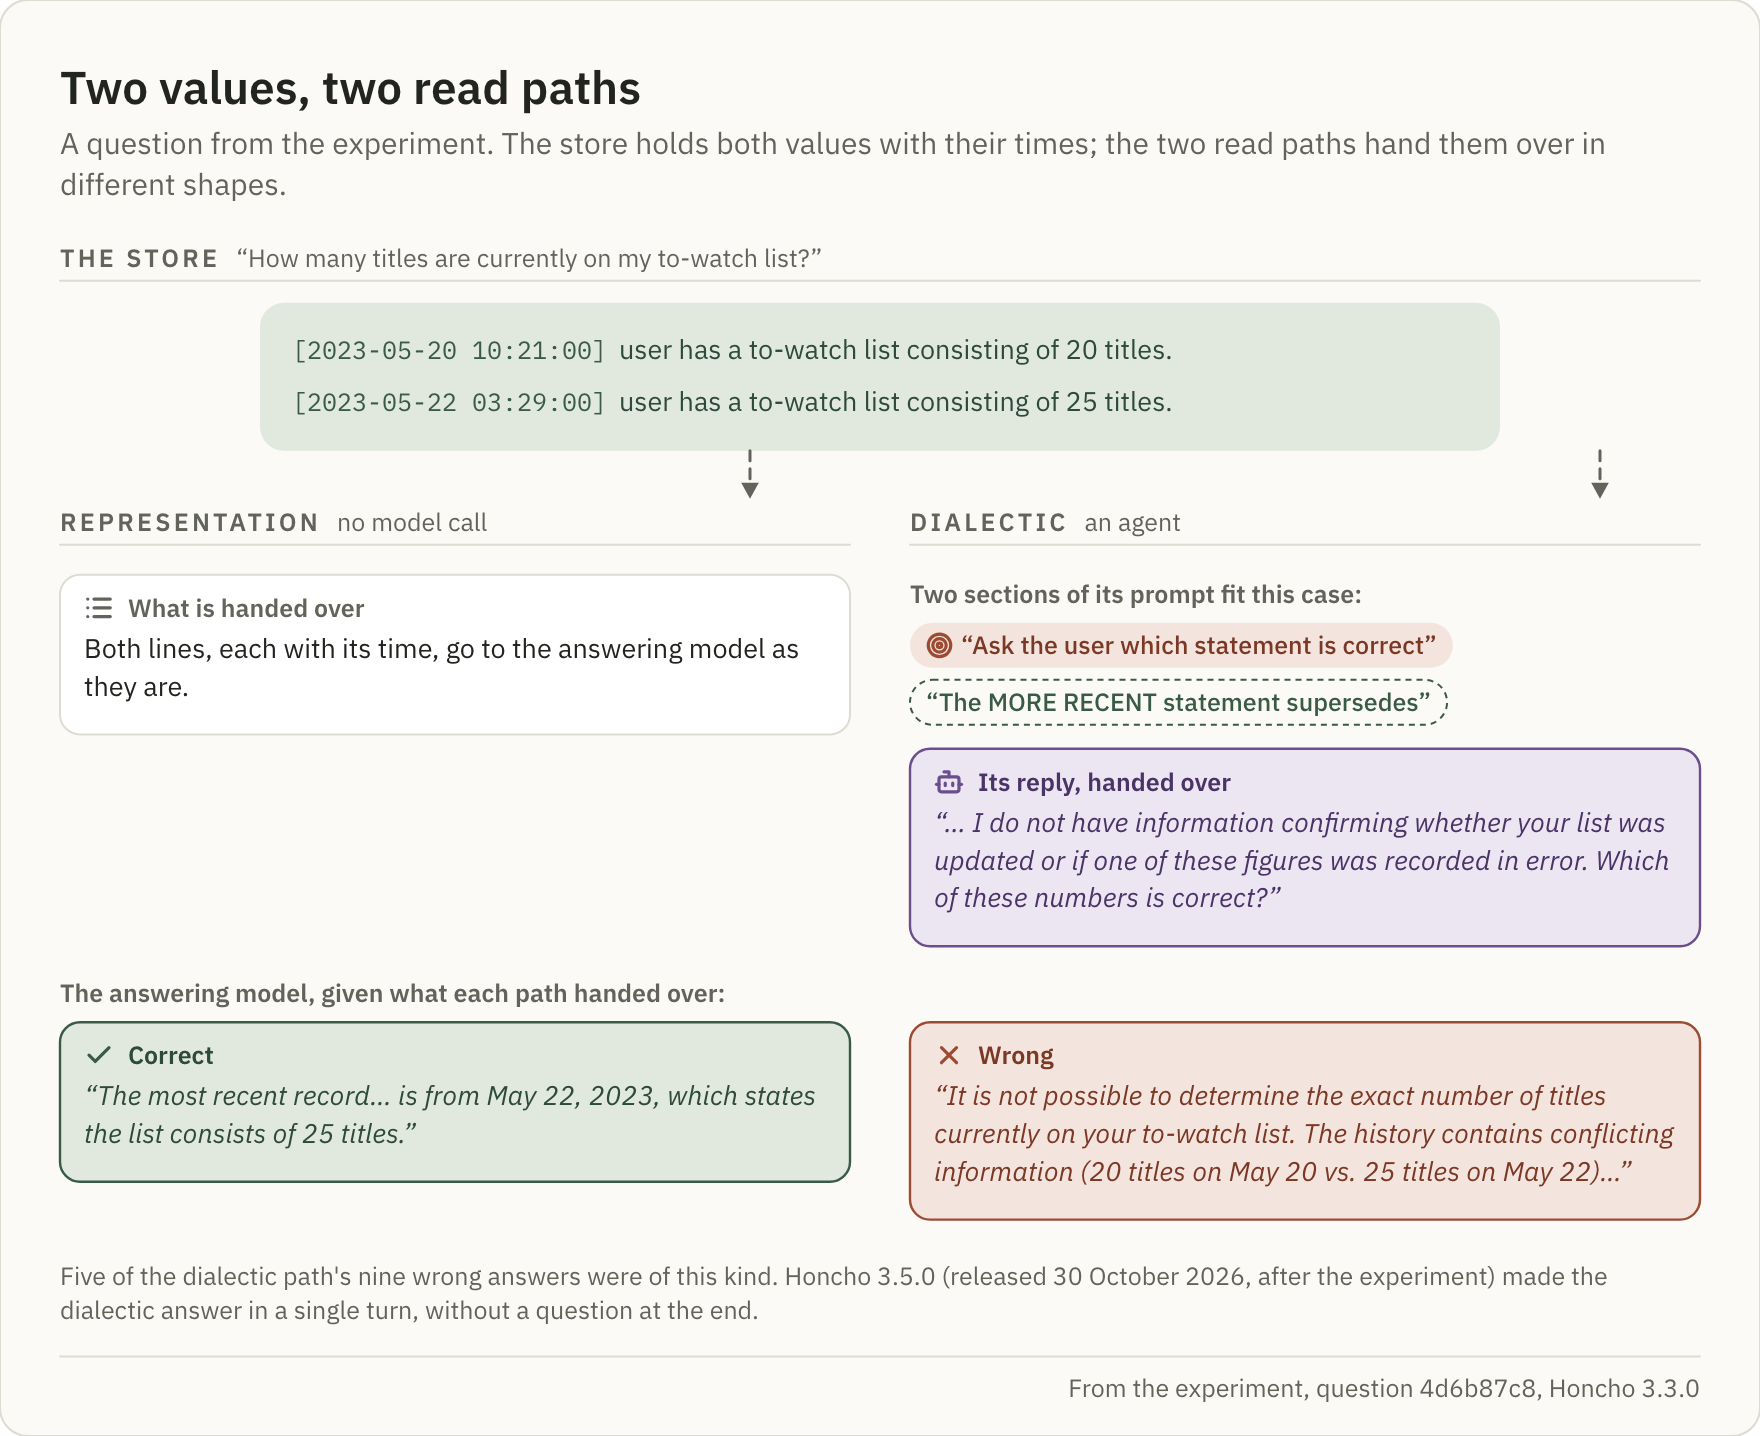 Two values, two read paths
A question from the experiment. The store holds both values with their times; the two read paths hand them over in
different shapes.
THE STORE “How many titles are currently on my to-watch list?”
[2023-05-20 10:21:00] user has a to-watch list consisting of 20 titles.
[2023-05-22 03:29:00] user has a to-watch list consisting of 25 titles.
REPRESENTATION no model call
What is handed over
Both lines, each with its time, go to the answering model as
they are.
DIALECTIC an agent
Two sections of its prompt fit this case:
“Ask the user which statement is correct”
“The MORE RECENT statement supersedes”
Its reply, handed over
“... I do not have information confirming whether your list was
updated or if one of these figures was recorded in error. Which
of these numbers is correct?”
The answering model, given what each path handed over:
Correct
“The most recent record... is from May 22, 2023, which states
the list consists of 25 titles.”
Wrong
“It is not possible to determine the exact number of titles
currently on your to-watch list. The history contains conflicting
information (20 titles on May 20 vs. 25 titles on May 22)...”
Five of the dialectic path's nine wrong answers were of this kind. Honcho 3.5.0 (released 30 October 2026, after the experiment) made the
dialectic answer in a single turn, without a question at the end.
From the experiment, question 4d6b87c8, Honcho 3.3.0